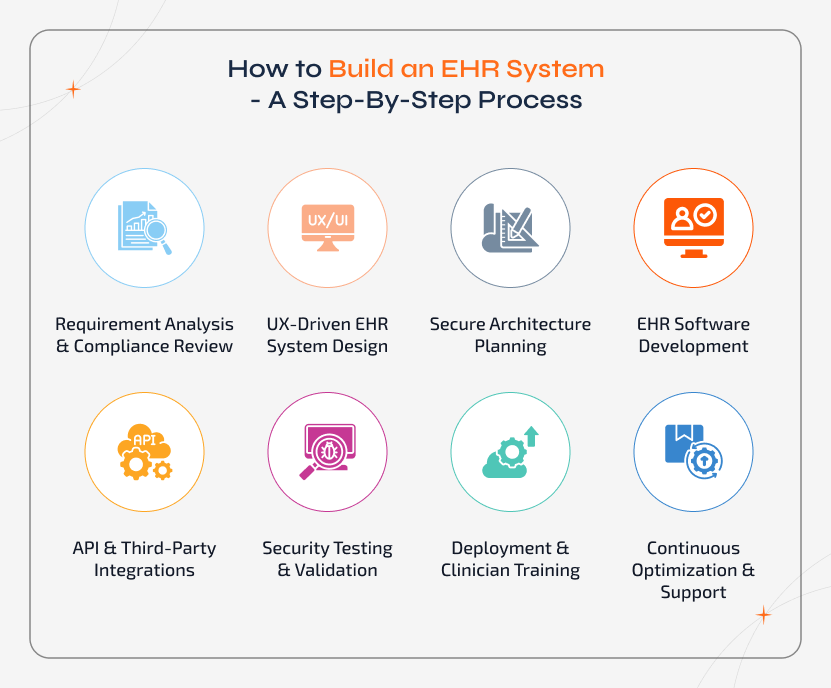 How to Build an EHR System
- A Step-By-Step Process
UX/UI
Requirement Analysis
& Compliance Review
UX-Driven EHR
System Design
Secure Architecture
Planning
EHR Software
Development
API
API & Third-Party
Integrations
Security Testing
& Validation
Deployment &
Clinician Training
Continuous
Optimization &
Support